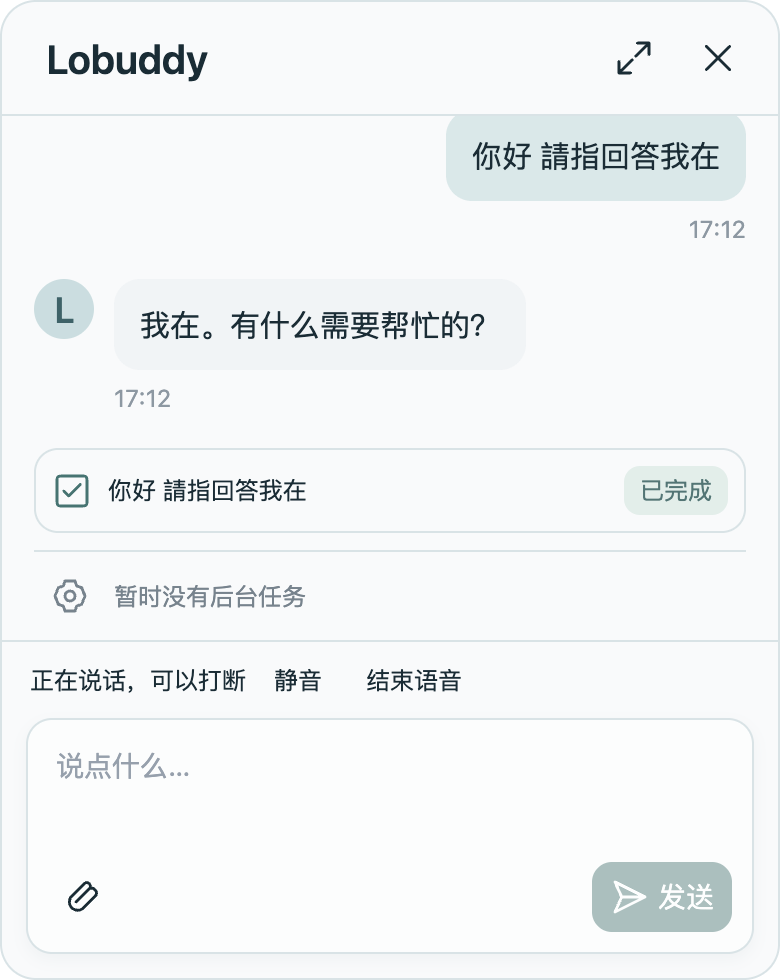 Lobuddy
你好 請指回答我在
17:12
L
我在。有什么需要帮忙的?
17:12
你好 請指回答我在 已完成
暂时没有后台任务
正在说话，可以打断 静音 结束语音
说点什么...
发送